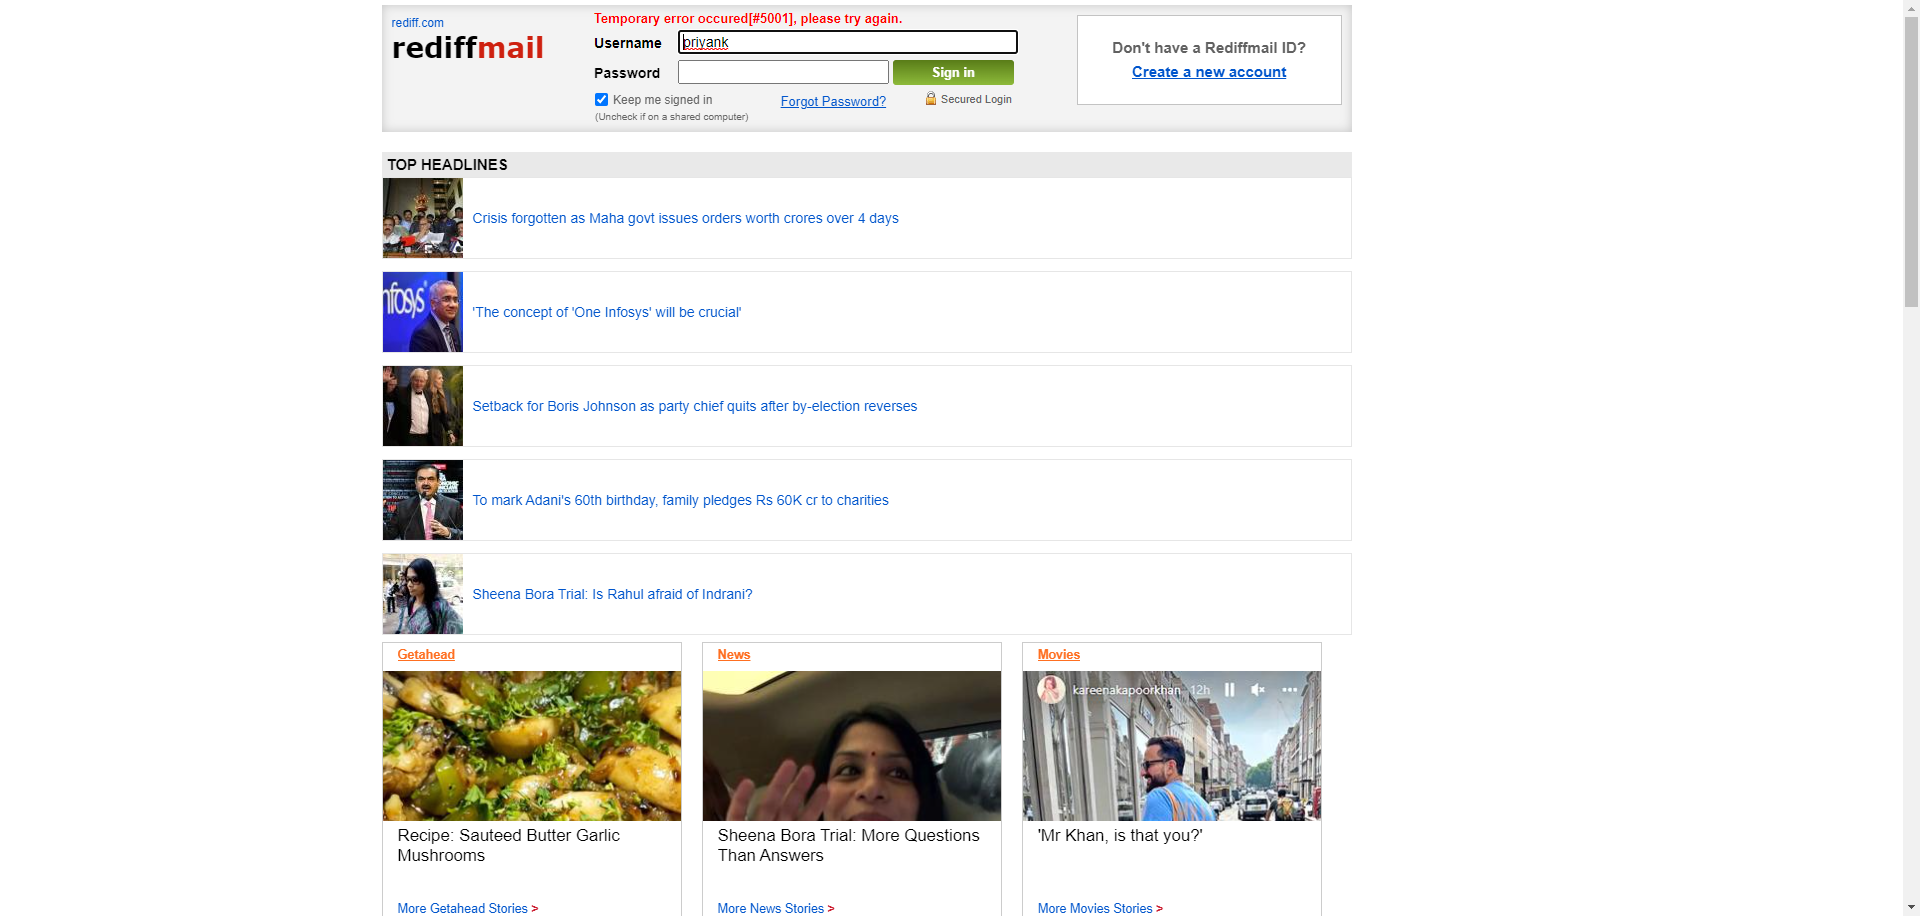 rediff.com
rediffmail
Temporary error occured[#5001], please try again.
Username
priyank
Password
Sign in
Keep me signed in
(Uncheck if on a shared computer)
Forgot Password?
Secured Login
Don't have a Rediffmail ID?
Create a new account
TOP HEADLINES
Crisis forgotten as Maha govt issues orders worth crores over 4 days
Infosys
'The concept of 'One Infosys' will be crucial'
Setback for Boris Johnson as party chief quits after by-election reverses
To mark Adani's 60th birthday, family pledges Rs 60K cr to charities
Sheena Bora Trial: Is Rahul afraid of Indrani?
Getahead
Recipe: Sauteed Butter Garlic
Mushrooms
More Getahead Stories >
News
Sheena Bora Trial: More Questions
Than Answers
More News Stories >
Movies
kareenakapoorkhan 12h
'Mr Khan, is that you?'
More Movies Stories >